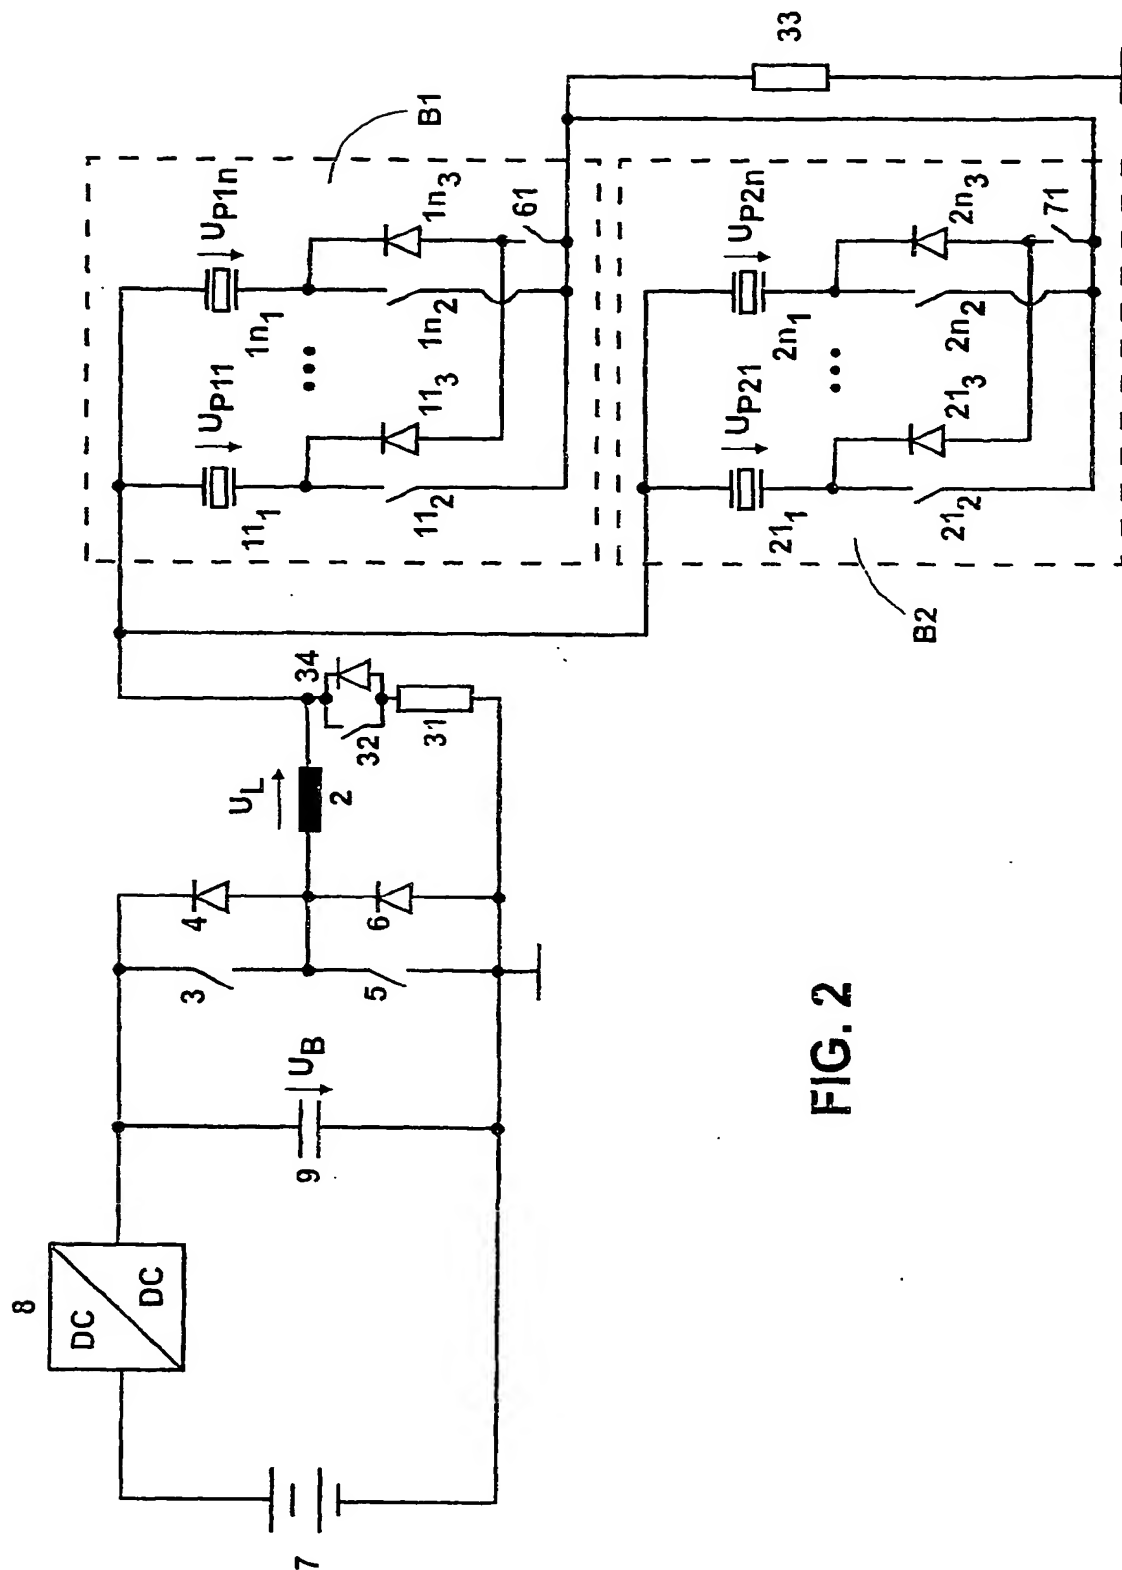 8
DC
DC
7
9
U_B
3
4
5
6
U_L
2
34
32
31
B1
U_P11
U_P1n
11_1
1n_1
...
11_3
1n_3
11_2
1n_2
61
33
B2
U_P21
U_P2n
21_1
2n_1
...
21_3
2n_3
21_2
2n_2
71
FIG. 2